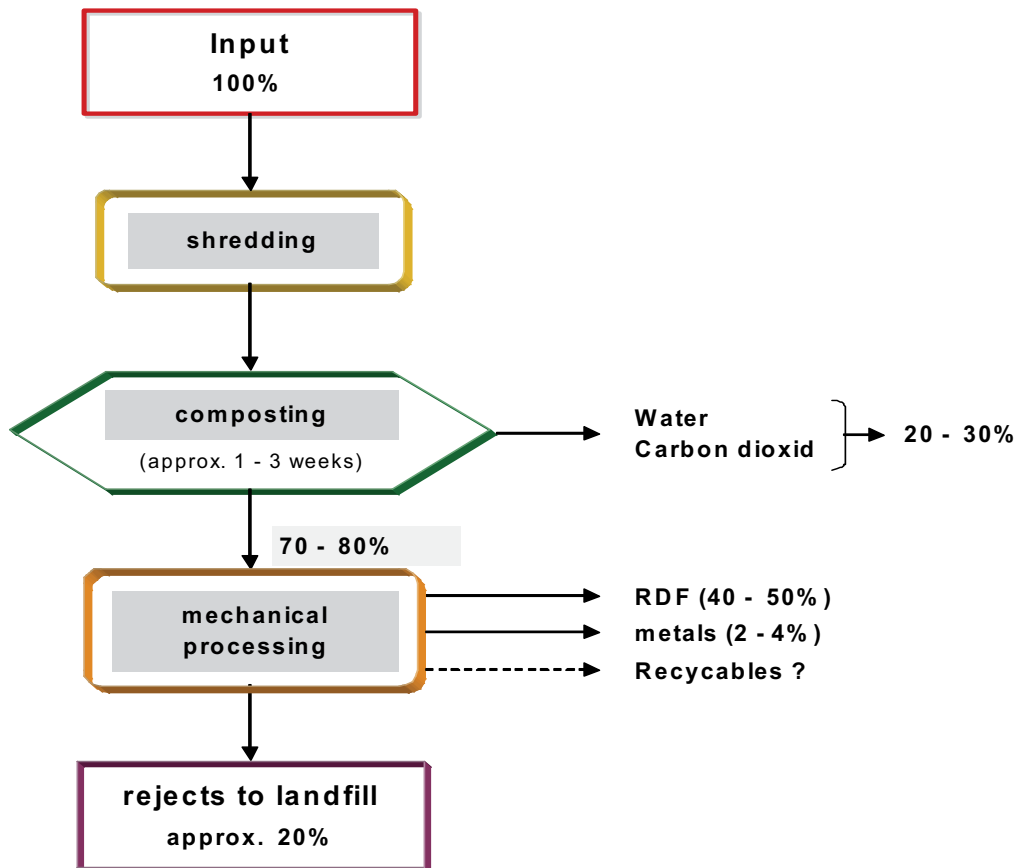 Input
100%
shredding
composting
(approx. 1 - 3 weeks)
Water
Carbon dioxid
20 - 30%
70 - 80%
mechanical
processing
RDF (40 - 50%)
metals (2 - 4%)
Recycables ?
rejects to landfill
approx. 20%